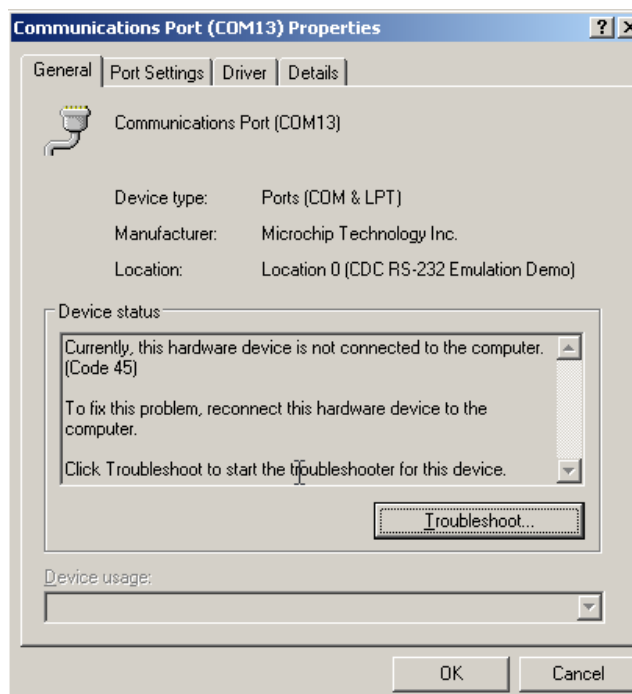 Communications Port (COM13) Properties
General Port Settings Driver Details
Communications Port (COM13)
Device type: Ports (COM & LPT)
Manufacturer: Microchip Technology Inc.
Location: Location 0 (CDC RS-232 Emulation Demo)
Device status
Currently, this hardware device is not connected to the computer.
(Code 45)
To fix this problem, reconnect this hardware device to the
computer.
Click Troubleshoot to start the troubleshooter for this device.
Troubleshoot...
Device usage:
OK Cancel